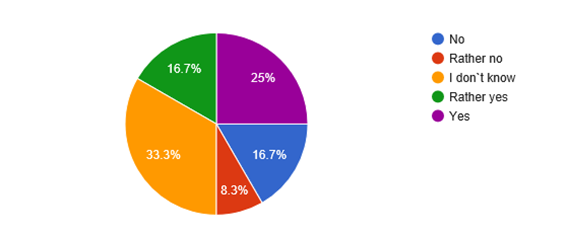 16.7%
25%
33.3%
16.7%
8.3%
No
Rather no
I don`t know
Rather yes
Yes